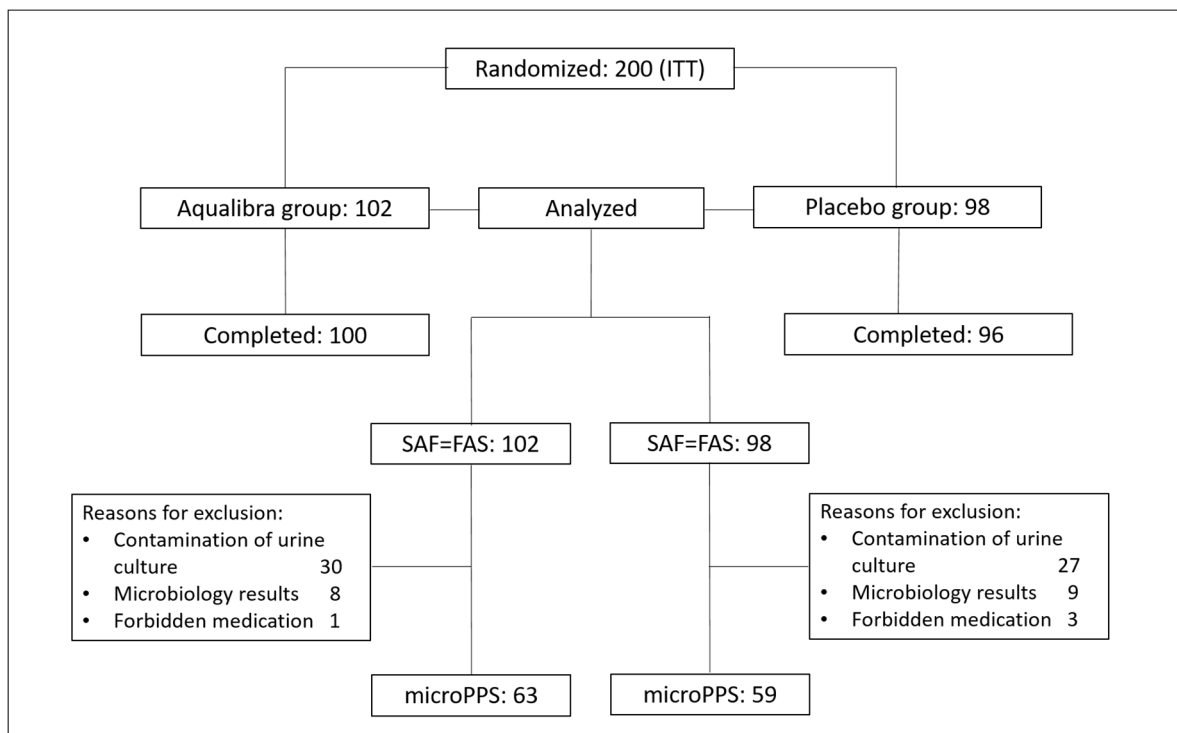 Randomized: 200 (ITT)
Aqualibra group: 102
Analyzed
Placebo group: 98
Completed: 100
Completed: 96
SAF=FAS: 102
SAF=FAS: 98
Reasons for exclusion:
• Contamination of urine
culture 30
• Microbiology results 8
• Forbidden medication 1
Reasons for exclusion:
• Contamination of urine
culture 27
• Microbiology results 9
• Forbidden medication 3
microPPS: 63
microPPS: 59